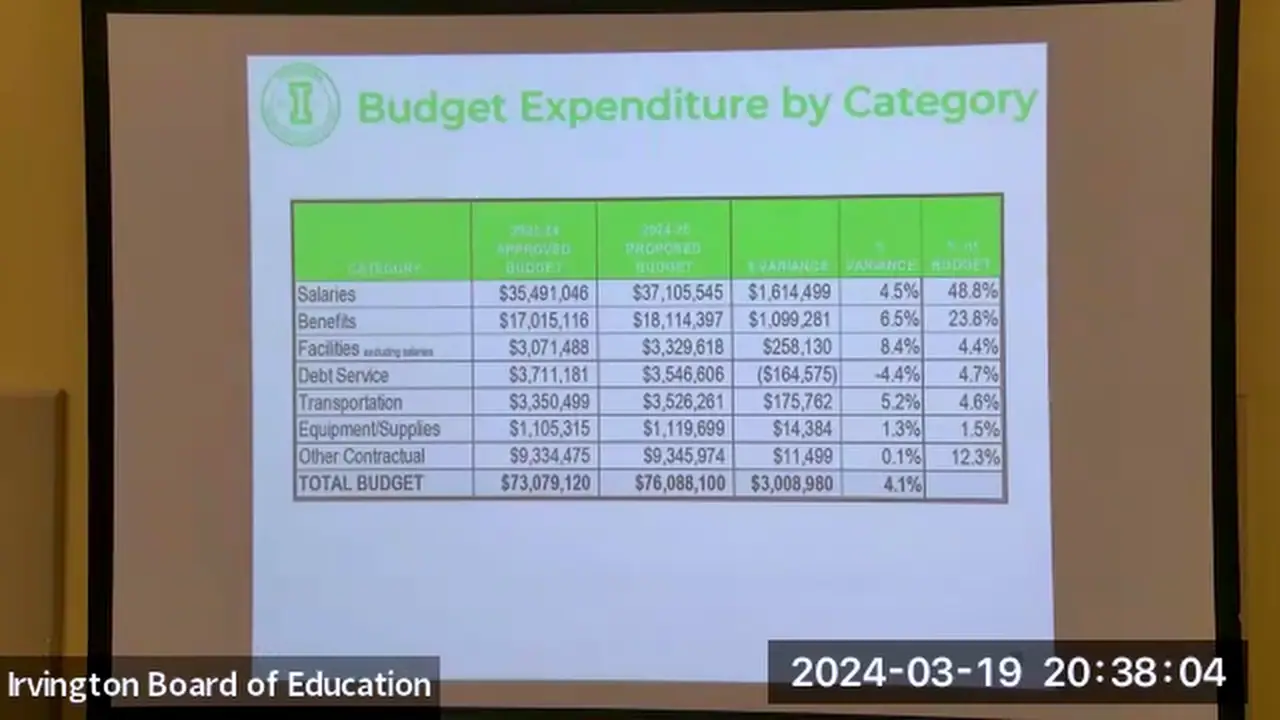 I Budget Expenditure by Category
CATEGORY 2023-24 APPROVED BUDGET 2024-25 PROPOSED BUDGET $ VARIANCE % VARIANCE % of BUDGET
Salaries $35,491,046 $37,105,545 $1,614,499 4.5% 48.8%
Benefits $17,015,116 $18,114,397 $1,099,281 6.5% 23.8%
Facilities excluding salaries $3,071,488 $3,329,618 $258,130 8.4% 4.4%
Debt Service $3,711,181 $3,546,606 ($164,575) -4.4% 4.7%
Transportation $3,350,499 $3,526,261 $175,762 5.2% 4.6%
Equipment/Supplies $1,105,315 $1,119,699 $14,384 1.3% 1.5%
Other Contractual $9,334,475 $9,345,974 $11,499 0.1% 12.3%
TOTAL BUDGET $73,079,120 $76,088,100 $3,008,980 4.1%
Irvington Board of Education
2024-03-19 20:38:04